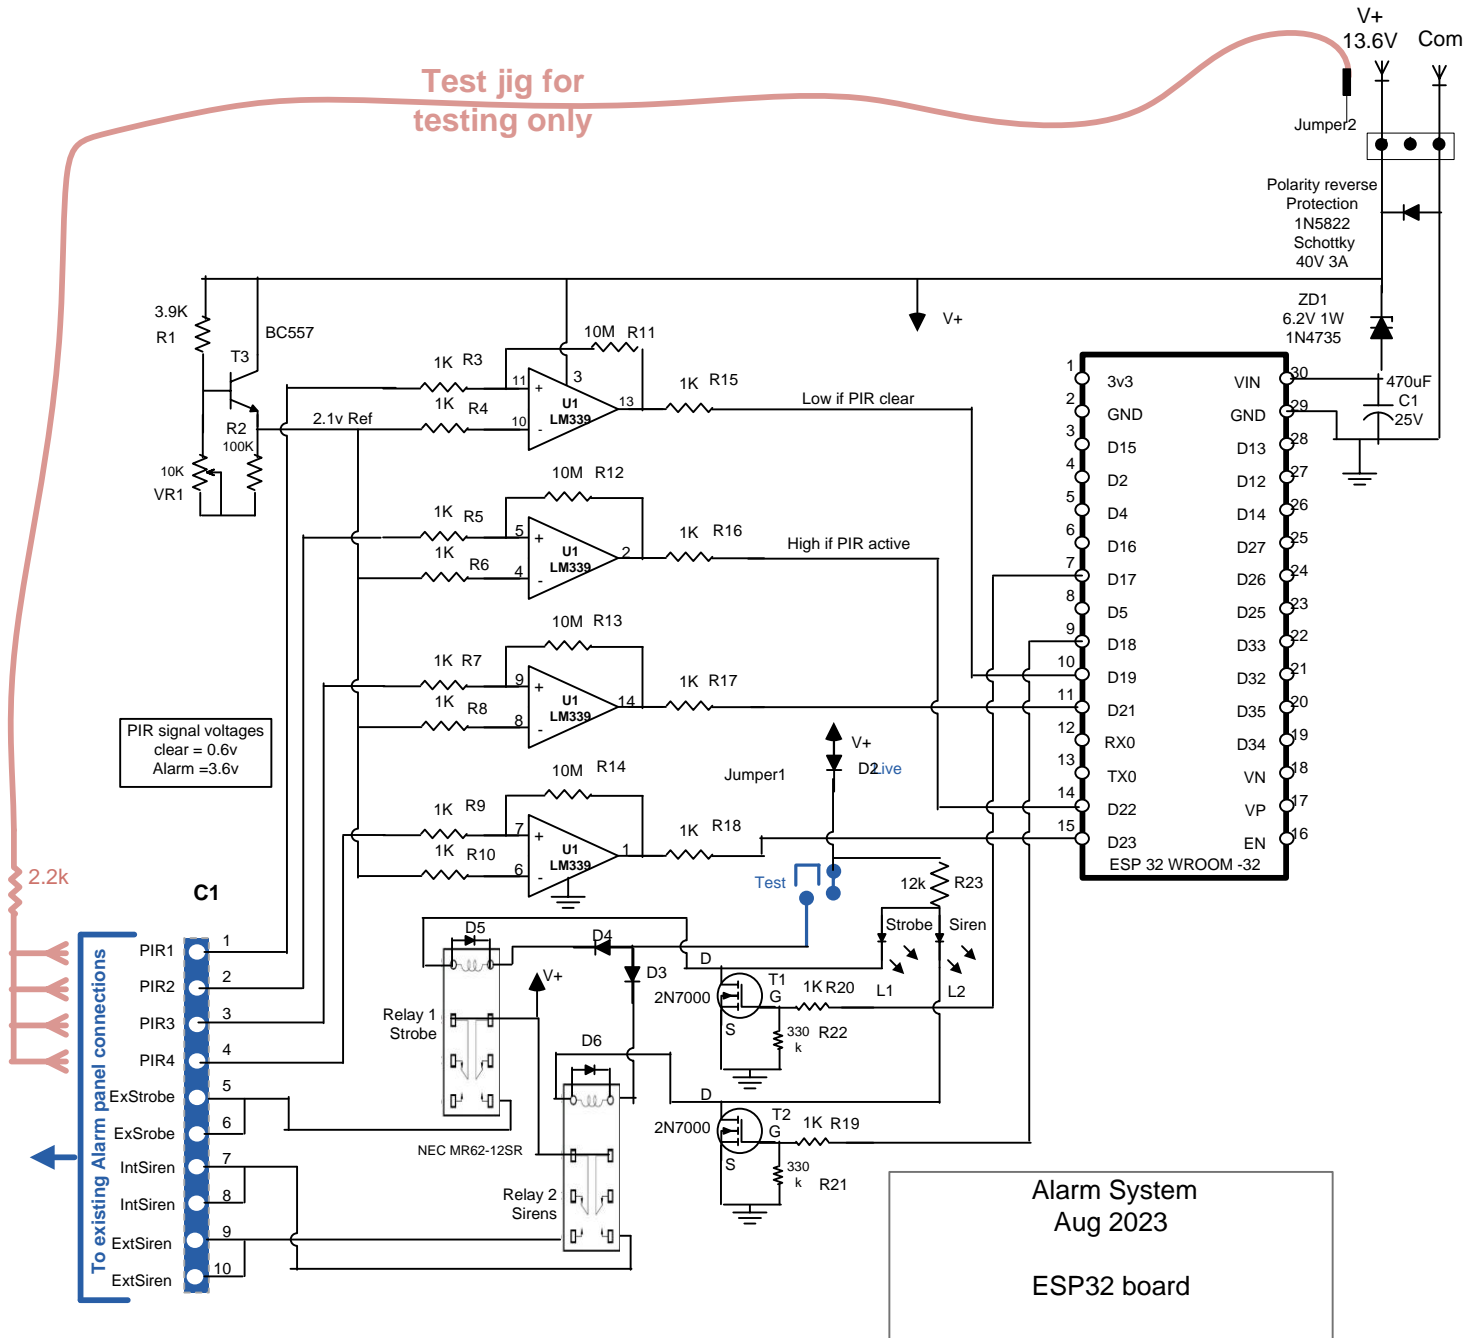 V+
13.6V
Com
Test jig for
testing only
Jumper2
Polarity reverse
Protection
1N5822
Schottky
40V 3A
ZD1
6.2V 1W
1N4735
3.9K
R1
BC557
T3
R2
100K
10K
VR1
2.1v Ref
V+
10M R11
1K R3
1K
R4
11
+
10
-
3
U1
LM339
13
1K R15
Low if PIR clear
10M R12
1K
R5
1K
R6
5
+
4
-
U1
LM339
2
1K R16
High if PIR active
10M R13
1K R7
1K
R8
9
+
8
-
U1
LM339
14
1K R17
10M R14
1K R9
1K
R10
7
+
6
-
U1
LM339
1
1K R18
PIR signal voltages
clear = 0.6v
Alarm =3.6v
1
3v3
2
GND
3
D15
4
D2
5
D4
6
D16
7
D17
8
D5
9
D18
10
D19
11
D21
12
RX0
13
TX0
14
D22
15
D23
VIN
30
GND
29
D13
28
D12
27
D14
26
D27
25
D26
24
D25
23
D33
22
D32
21
D35
20
D34
19
VN
18
VP
17
EN
16
ESP 32 WROOM -32
470uF
C1
25V
V+
D2
Live
Jumper1
Test
12k
R23
Strobe
Siren
L1
L2
2.2k
C1
To existing Alarm panel connections
PIR1
1
PIR2
2
PIR3
3
PIR4
4
ExStrobe
5
ExSrobe
6
IntSiren
7
IntSiren
8
ExtSiren
9
ExtSiren
10
D5
D4
D3
V+
Relay 1
Strobe
D6
NEC MR62-12SR
Relay 2
Sirens
D
T1
G
2N7000
S
1K R20
330
k
R22
D
T2
G
2N7000
S
1K R19
330
k
R21
Alarm System
Aug 2023
ESP32 board